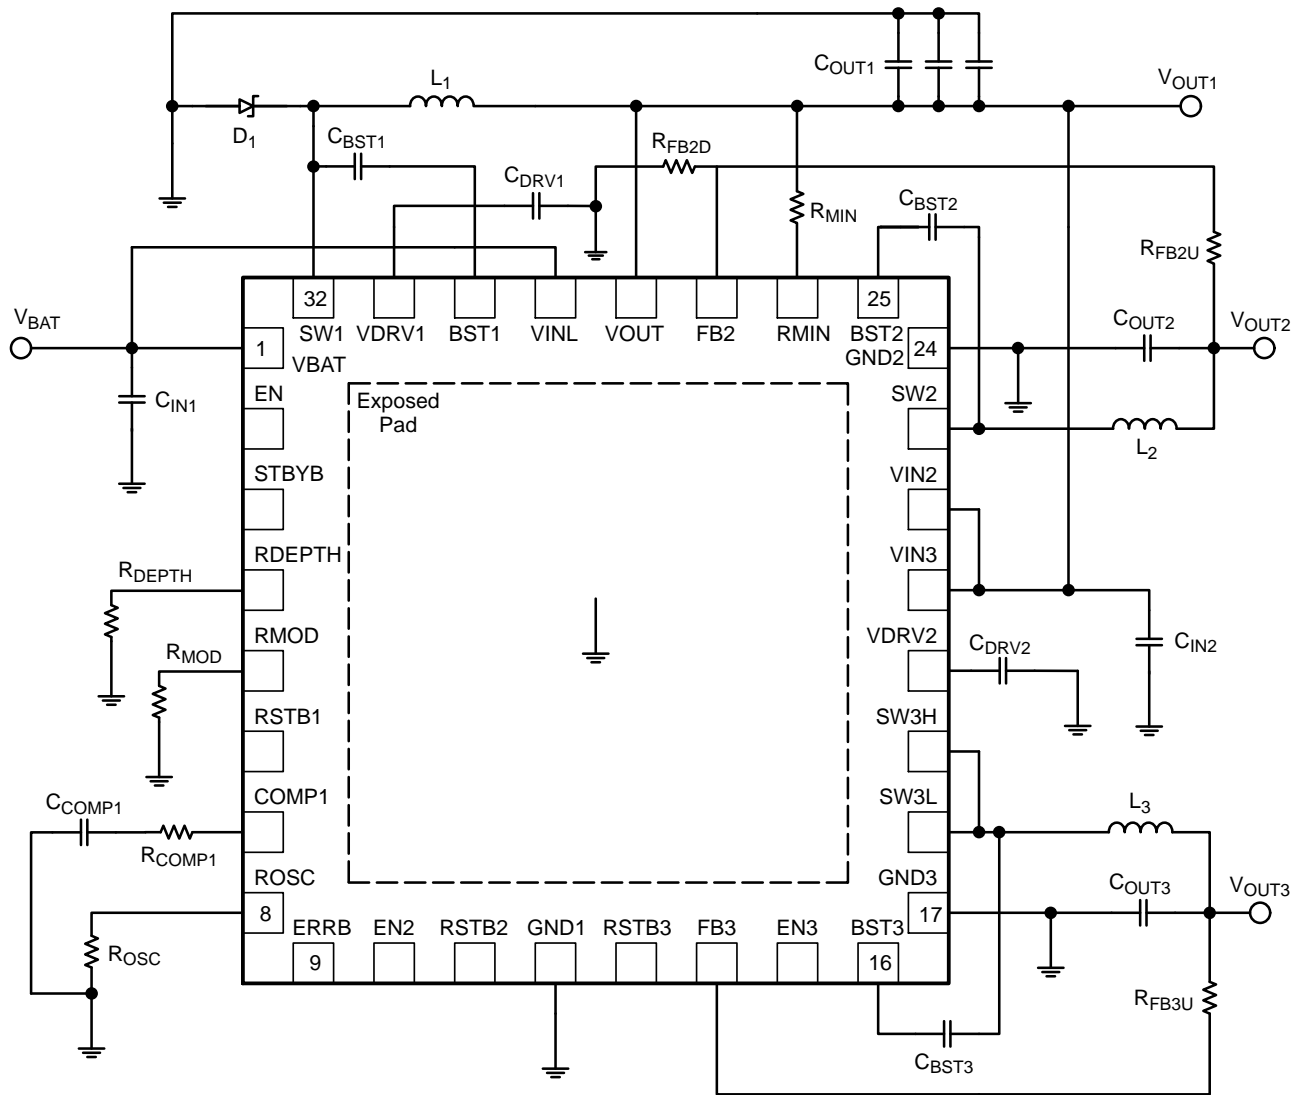 COUT1
L1
VOUT1
D1
CBST1
RFB2D
CDRV1
CBST2
RMIN
RFB2U
32
25
VBAT
SW1
VDRV1
BST1
VINL
VOUT
FB2
RMIN
BST2
COUT2
VOUT2
1
VBAT
GND2
24
CIN1
EN
Exposed
Pad
SW2
L2
STBYB
VIN2
RDEPTH
RDEPTH
VIN3
RMOD
RMOD
VDRV2
CDRV2
CIN2
RSTB1
SW3H
CCOMP1
COMP1
SW3L
L3
RCOMP1
ROSC
GND3
COUT3
VOUT3
8
17
ROSC
ERRB
EN2
RSTB2
GND1
RSTB3
FB3
EN3
BST3
9
16
RFB3U
CBST3